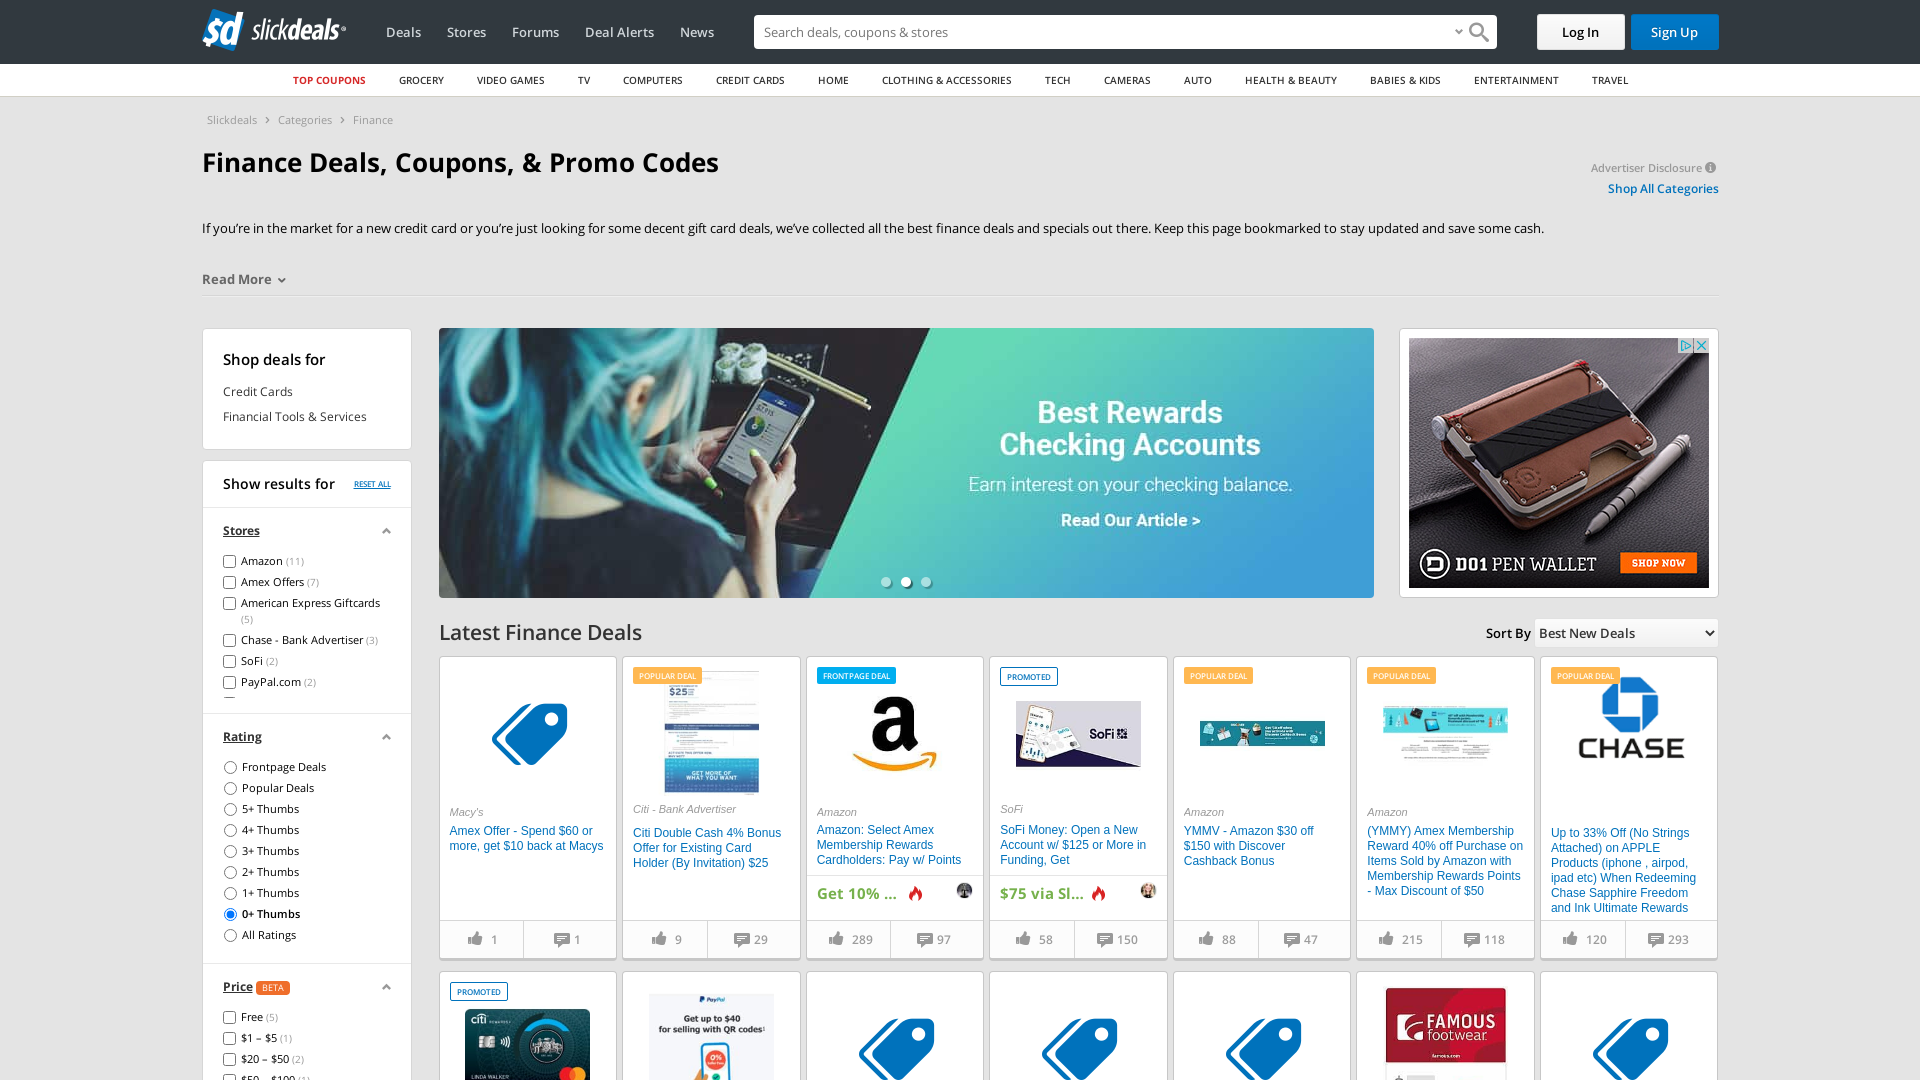 sd slickdeals
Deals
Stores
Forums
Deal Alerts
News
Search deals, coupons & stores
Log In
Sign Up
TOP COUPONS
GROCERY
VIDEO GAMES
TV
COMPUTERS
CREDIT CARDS
HOME
CLOTHING & ACCESSORIES
TECH
CAMERAS
AUTO
HEALTH & BEAUTY
BABIES & KIDS
ENTERTAINMENT
TRAVEL
Slickdeals > Categories > Finance
Finance Deals, Coupons, & Promo Codes
Advertiser Disclosure
Shop All Categories
If you’re in the market for a new credit card or you’re just looking for some decent gift card deals, we’ve collected all the best finance deals and specials out there. Keep this page bookmarked to stay updated and save some cash.
Read More
Shop deals for
Credit Cards
Financial Tools & Services
Show results for
RESET ALL
Stores
Amazon (11)
Amex Offers (7)
American Express Giftcards
(5)
Chase - Bank Advertiser (3)
SoFi (2)
PayPal.com (2)
Rating
Frontpage Deals
Popular Deals
5+ Thumbs
4+ Thumbs
3+ Thumbs
2+ Thumbs
1+ Thumbs
0+ Thumbs
All Ratings
Price BETA
Free (5)
$1 – $5 (1)
$20 – $50 (2)
$50 – $100 (1)
$7,915
Best Rewards
Checking Accounts
Earn interest on your checking balance.
Read Our Article >
D01 PEN WALLET
SHOP NOW
Latest Finance Deals
Sort By
Best New Deals
Macy's
Amex Offer - Spend $60 or
more, get $10 back at Macys
1
1
POPULAR DEAL
$25
GET MORE OF
WHAT YOU WANT
Citi - Bank Advertiser
Citi Double Cash 4% Bonus
Offer for Existing Card
Holder (By Invitation) $25
9
29
FRONTPAGE DEAL
a
Amazon
Amazon: Select Amex
Membership Rewards
Cardholders: Pay w/ Points
Get 10% ...
289
97
PROMOTED
SoFi
SoFi
SoFi Money: Open a New
Account w/ $125 or More in
Funding, Get
$75 via Sl...
58
150
POPULAR DEAL
Amazon
YMMV - Amazon $30 off
$150 with Discover
Cashback Bonus
88
47
POPULAR DEAL
Amazon
(YMMY) Amex Membership
Reward 40% off Purchase on
Items Sold by Amazon with
Membership Rewards Points
- Max Discount of $50
215
118
POPULAR DEAL
CHASE
Up to 33% Off (No Strings
Attached) on APPLE
Products (iphone , airpod,
ipad etc) When Redeeming
Chase Sapphire Freedom
and Ink Ultimate Rewards
120
293
PROMOTED
citi
LINDA WALKER
PayPal
Get up to $40
for selling with QR codes
0%
FAMOUS
footwear
famous.com